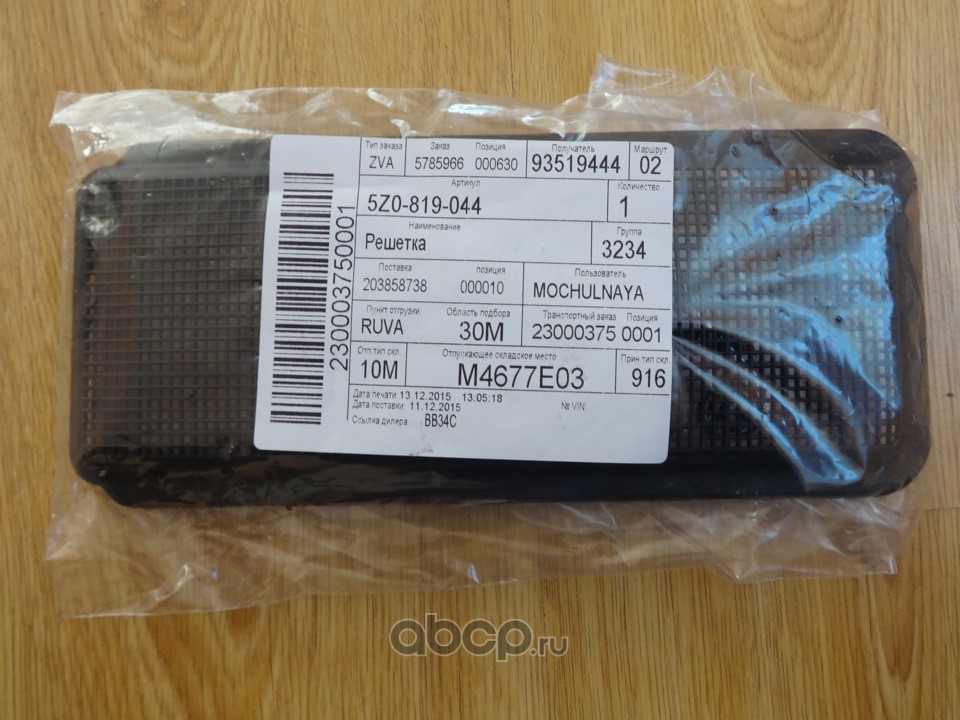 Тип заказа Заказ Позиция Получатель Маршрут
ZVA 5785966 000630 93519444 02
Артикул Количество
5Z0-819-044 1
Наименование Группа
Решетка 3234
Поставка позиция Пользователь
203858738 000010 MOCHULNAYA
Пункт отгрузки Область подбора Транспортный заказ Позиция
RUVA 30M 23000375 0001
Отп.тип скл. Отпускающее складское место Прин.тип скл.
10M M4677E03 916
Дата печати 13.12.2015 13:05:18 № VIN:
Дата поставки: 11.12.2015
Ссылка дилера BB34C
230003750001
abcp.ru